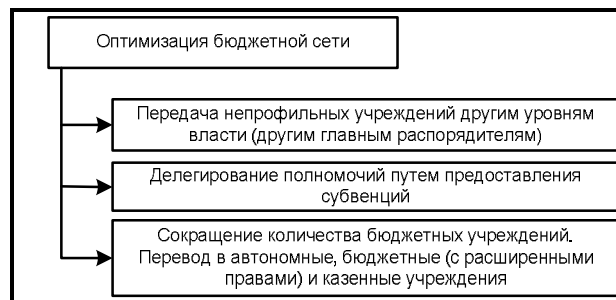 Оптимизация бюджетной сети
Передача непрофильных учреждений другим уровням
власти (другим главным распорядителям)
Делегирование полномочий путем предоставления
субвенций
Сокращение количества бюджетных учреждений.
Перевод в автономные, бюджетные (с расширенными
правами) и казенные учреждения